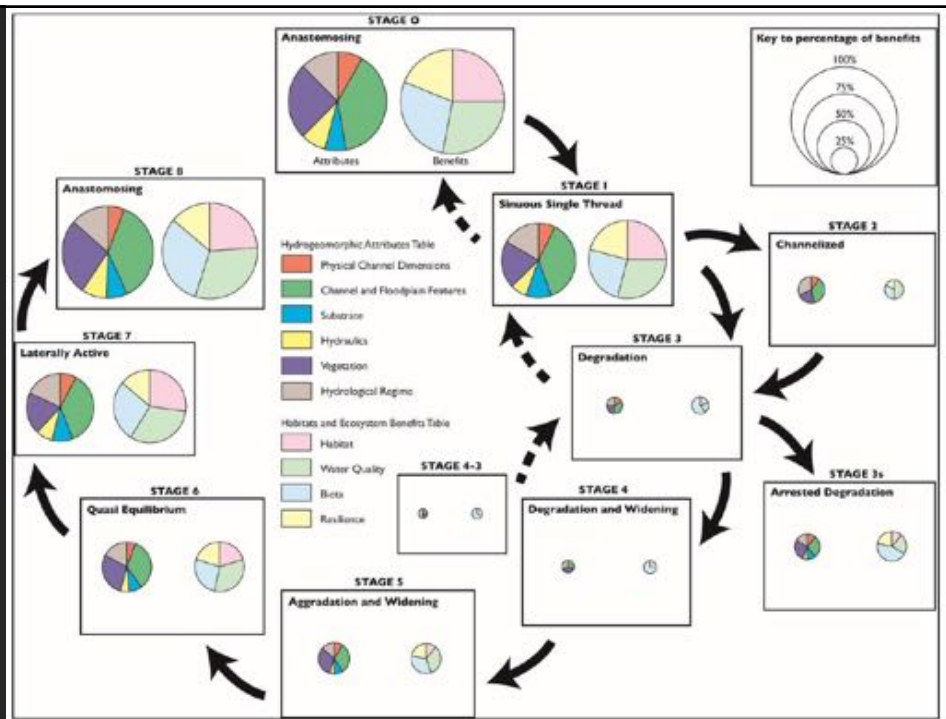 STAGE 0
Anastomosing
Attributes
Benefits
Key to percentage of benefits
100%
75%
50%
25%
STAGE 8
Anastomosing
STAGE 1
Sinuous Single Thread
STAGE 2
Channelized
Hydrogeomorphic Attributes Table
Physical Channel Dimensions
Channel and Floodplain Features
Substrate
Hydraulics
Vegetation
Hydrological Regime
STAGE 7
Laterally Active
STAGE 3
Degradation
Habitats and Ecosystem Benefits Table
Habitat
Water Quality
Biota
Resilience
STAGE 4-3
STAGE 3s
Arrested Degradation
STAGE 6
Quasi Equilibrium
STAGE 4
Degradation and Widening
STAGE 5
Aggradation and Widening